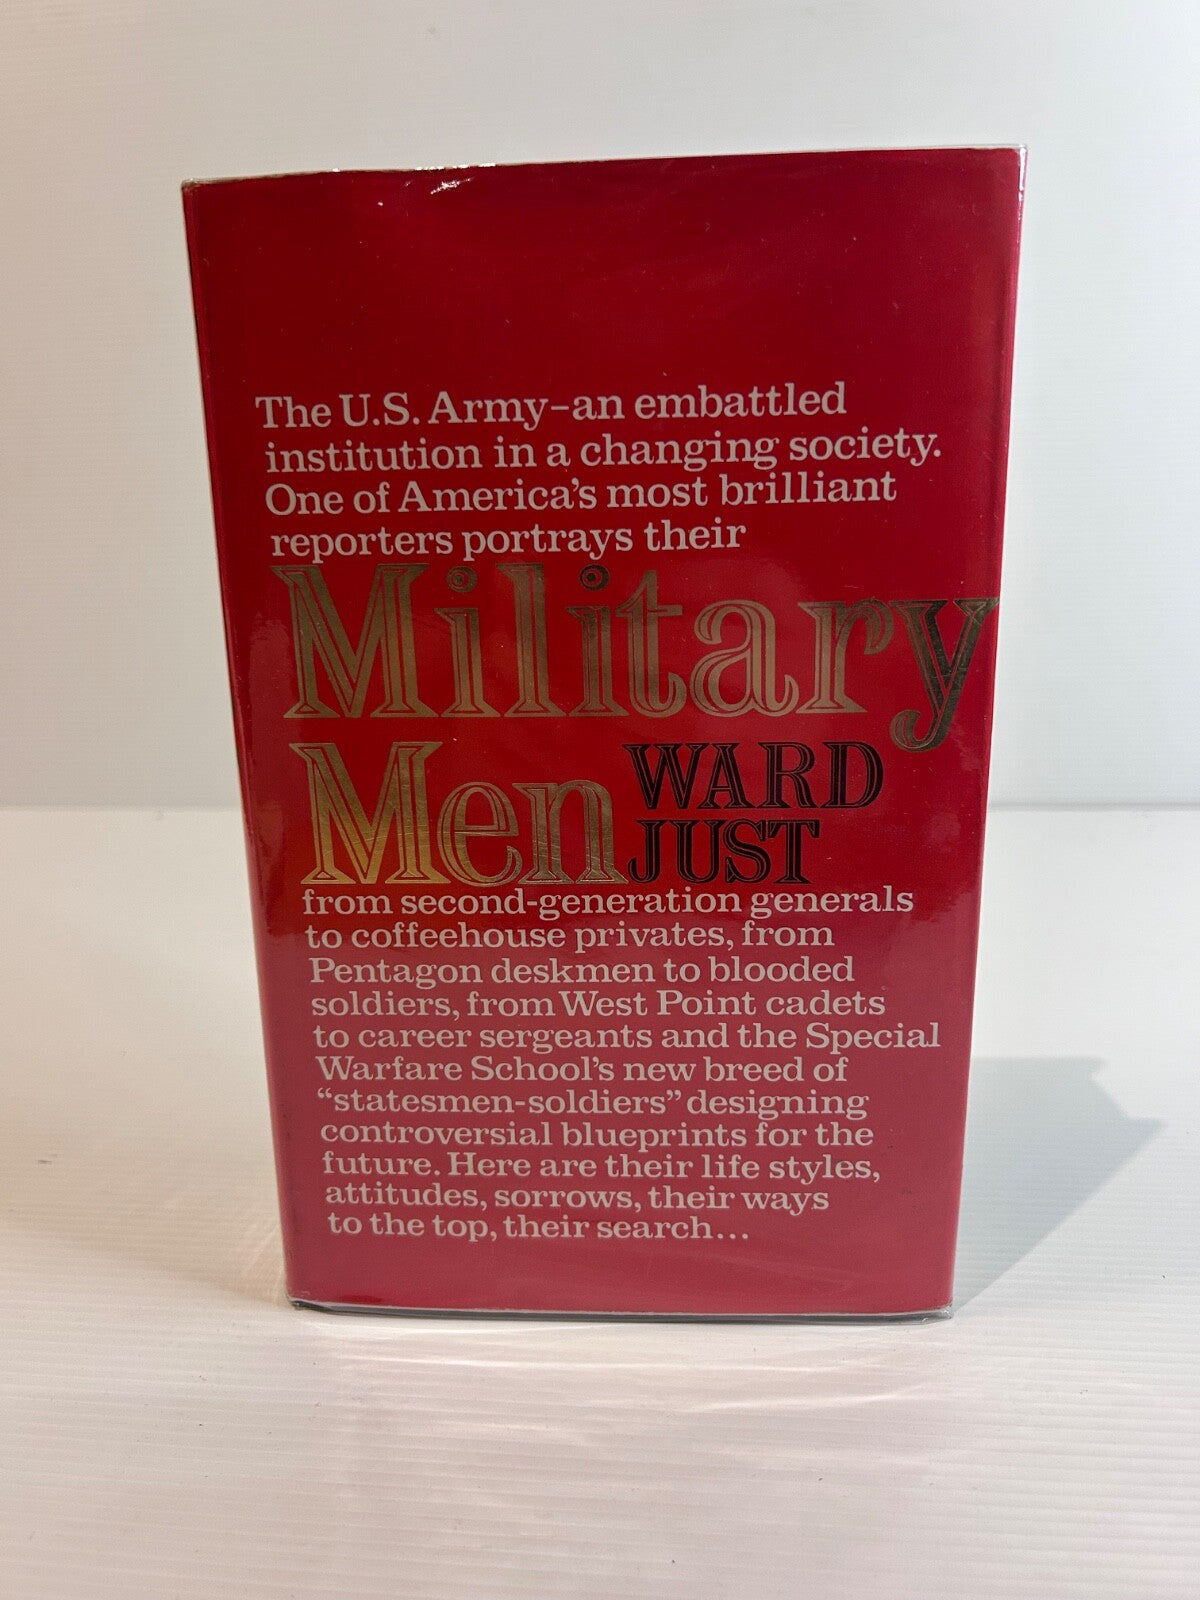 The U.S. Army–an embattled
institution in a changing society.
One of America's most brilliant
reporters portrays their
Military
Men WARD
JUST
from second-generation generals
to coffeehouse privates, from
Pentagon deskmen to blooded
soldiers, from West Point cadets
to career sergeants and the Special
Warfare School's new breed of
“statesmen-soldiers” designing
controversial blueprints for the
future. Here are their life styles,
attitudes, sorrows, their ways
to the top, their search...